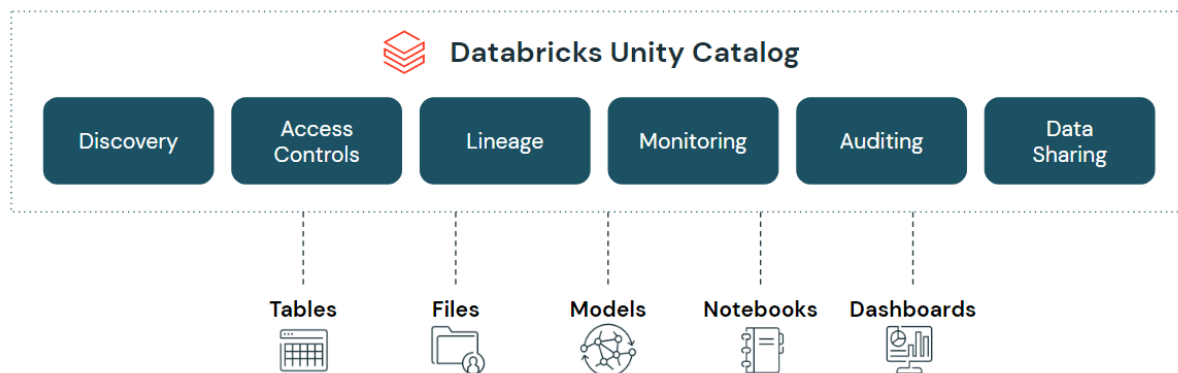 Databricks Unity Catalog
Discovery
Access
Controls
Lineage
Monitoring
Auditing
Data
Sharing
Tables
Files
Models
Notebooks
Dashboards